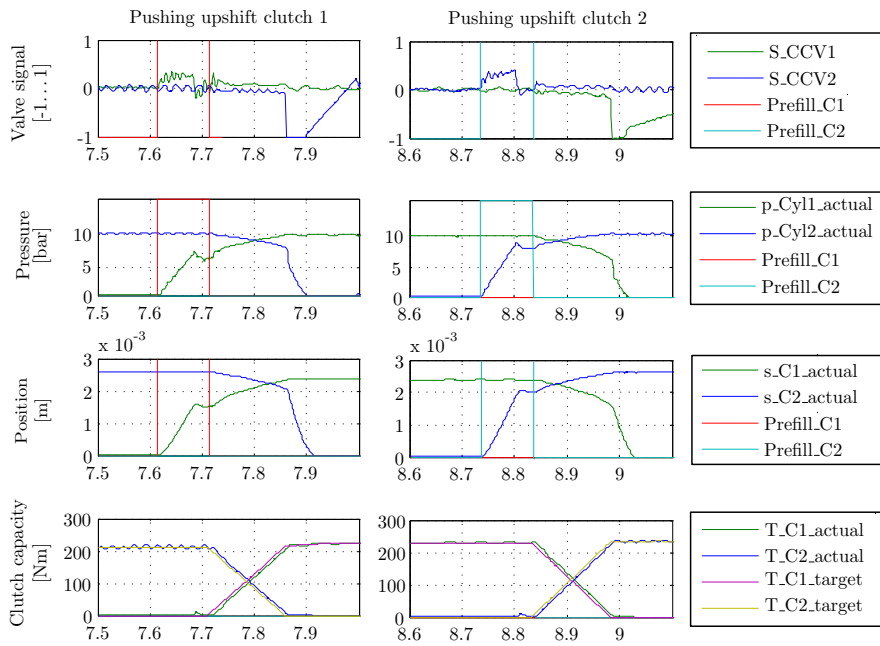 Pushing upshift clutch 1
Pushing upshift clutch 2
Valve signal
[-1...1]
1
0
-1
7.5 7.6 7.7 7.8 7.9
1
0
-1
8.6 8.7 8.8 8.9 9
S_CCV1
S_CCV2
Prefill_C1
Prefill_C2
Pressure
[bar]
10
5
0
7.5 7.6 7.7 7.8 7.9
10
5
0
8.6 8.7 8.8 8.9 9
p_Cyl1_actual
p_Cyl2_actual
Prefill_C1
Prefill_C2
Position
[m]
x 10⁻³
3
2
1
0
7.5 7.6 7.7 7.8 7.9
x 10⁻³
3
2
1
0
8.6 8.7 8.8 8.9 9
s_C1_actual
s_C2_actual
Prefill_C1
Prefill_C2
Clutch capacity
[Nm]
300
200
100
0
7.5 7.6 7.7 7.8 7.9
300
200
100
0
8.6 8.7 8.8 8.9 9
T_C1_actual
T_C2_actual
T_C1_target
T_C2_target